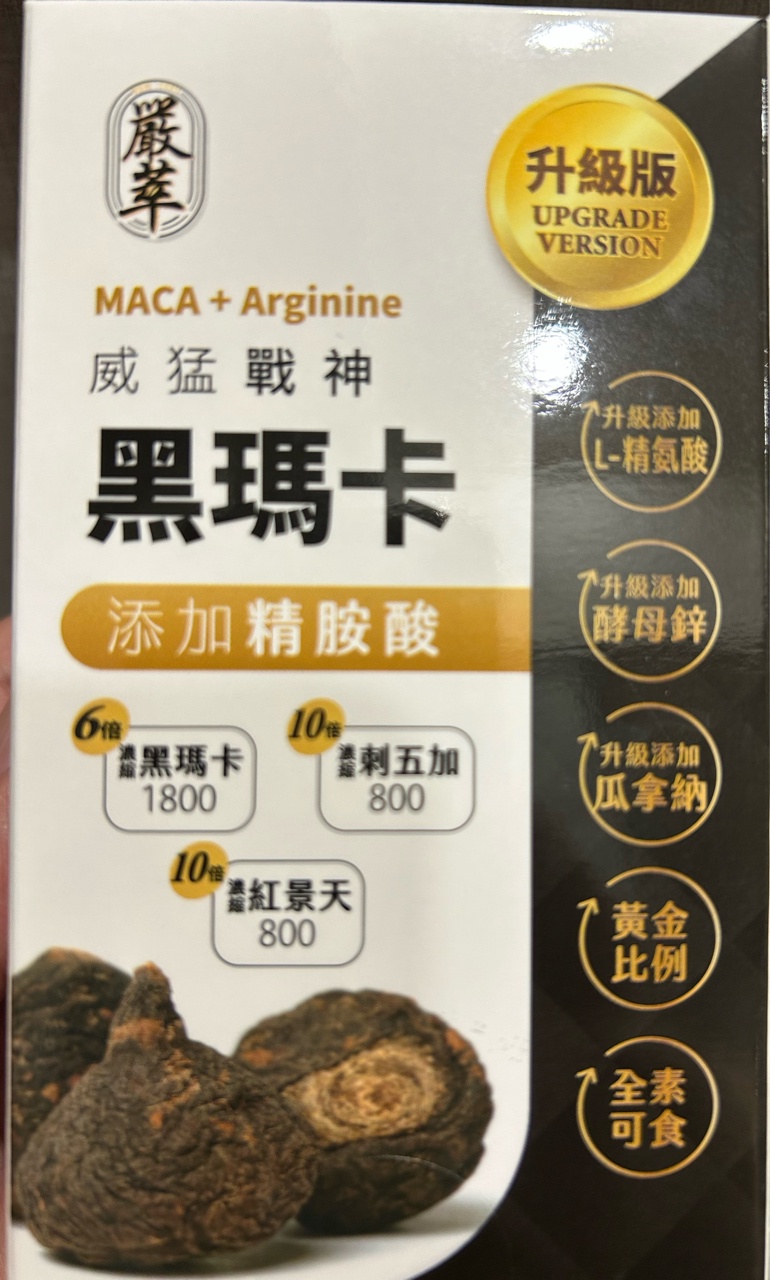 嚴萃
升級版
UPGRADE
VERSION
MACA + Arginine
威猛戰神
黑瑪卡
添加精胺酸
6倍
濃縮黑瑪卡
1800
10倍
濃縮刺五加
800
10倍
濃縮紅景天
800
升級添加
L-精氨酸
升級添加
酵母鋅
升級添加
瓜拿納
黃金
比例
全素
可食